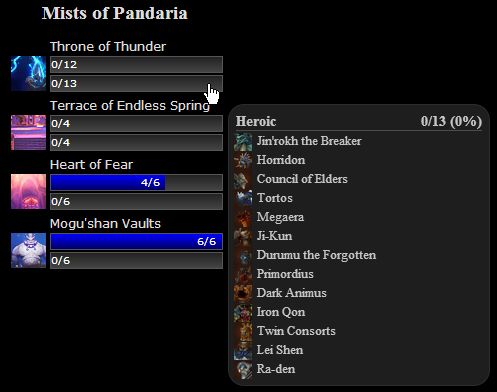 Mists of Pandaria
Throne of Thunder
0/12
0/13
Terrace of Endless Spring
0/4
0/4
Heart of Fear
4/6
0/6
Mogu'shan Vaults
6/6
0/6
Heroic 0/13 (0%)
Jin'rokh the Breaker
Horridon
Council of Elders
Tortos
Megaera
Ji-Kun
Durumu the Forgotten
Primordius
Dark Animus
Iron Qon
Twin Consorts
Lei Shen
Ra-den